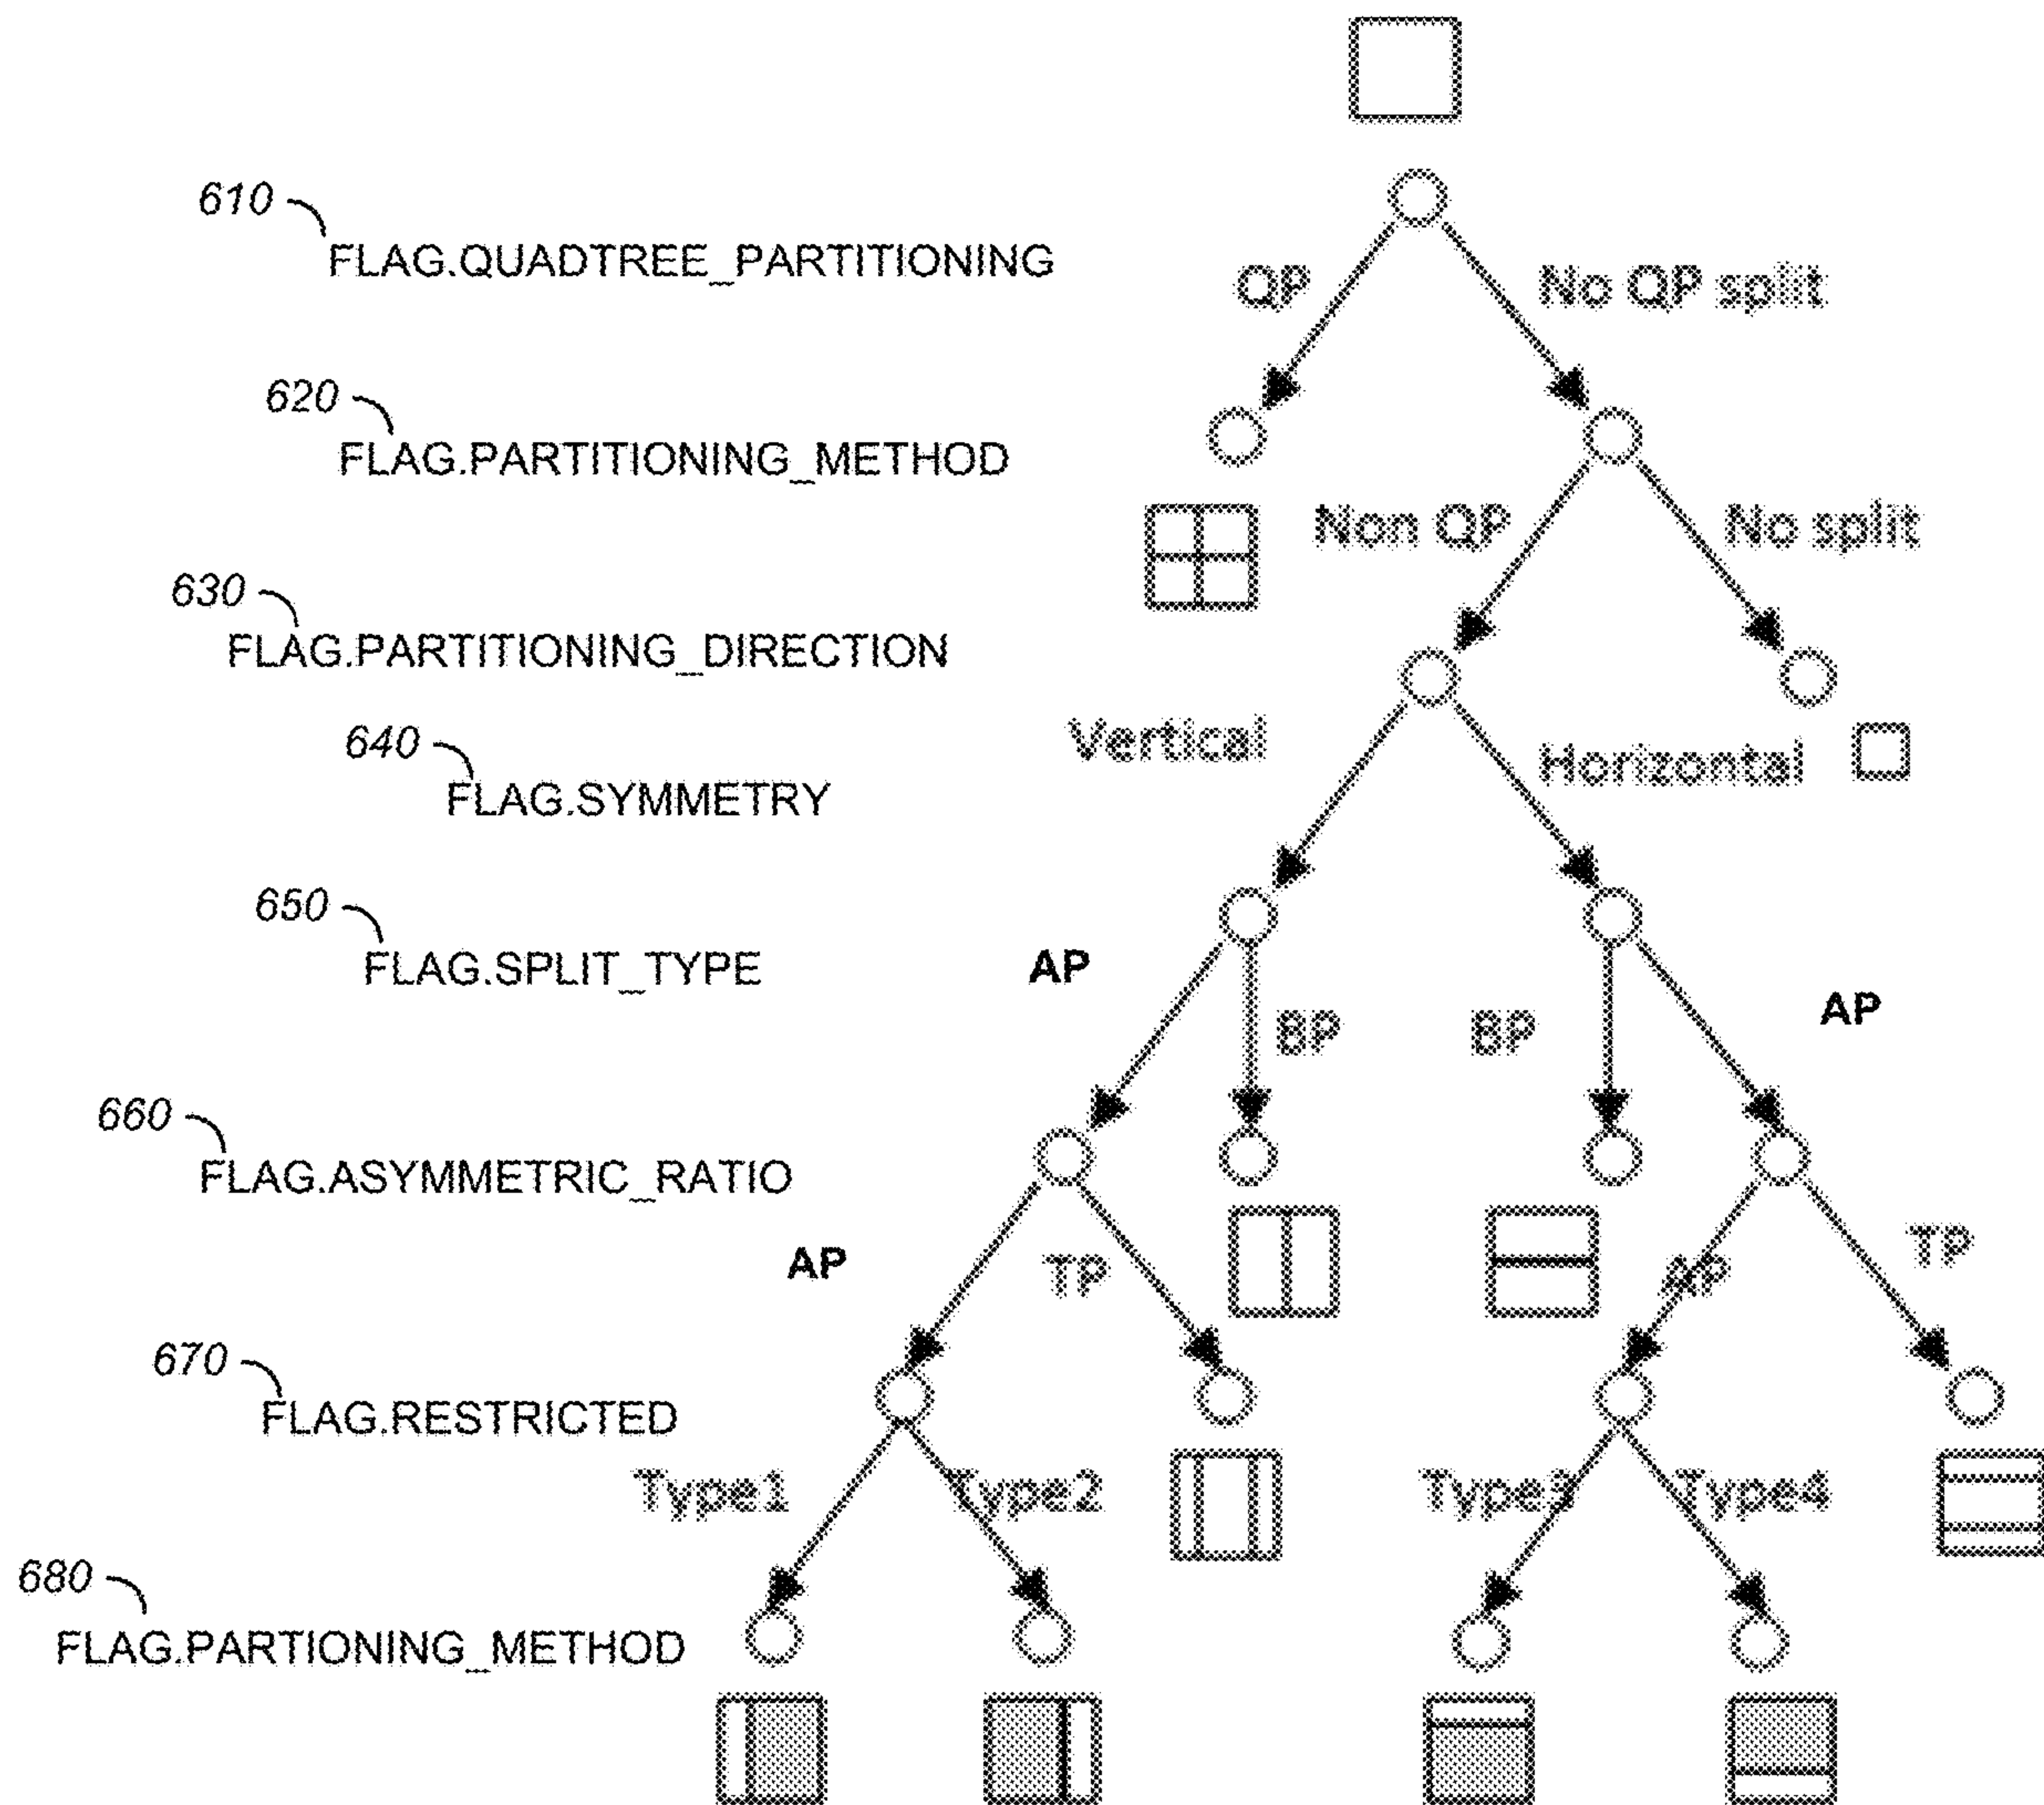 610
FLAG.QUADTREE_PARTITIONING
QP
No QP split
620
FLAG.PARTITIONING_METHOD
Non QP
No split
630
FLAG.PARTITIONING_DIRECTION
Vertical
Horizontal
640
FLAG.SYMMETRY
650
FLAG.SPLIT_TYPE
AP
BP
BP
AP
660
FLAG.ASYMMETRIC_RATIO
AP
TP
AP
TP
670
FLAG.RESTRICTED
Type1
Type2
Type3
Type4
680
FLAG.PARTIONING_METHOD